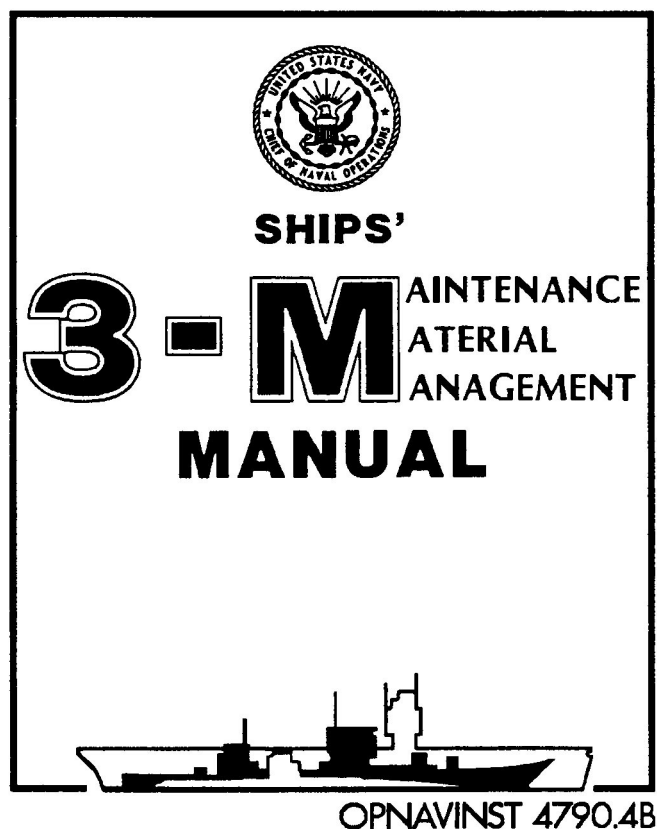 UNITED STATES NAVY
CHIEF OF NAVAL OPERATIONS
SHIPS’
3-M AINTENANCE
ATERIAL
ANAGEMENT
MANUAL
OPNAVINST 4790.4B